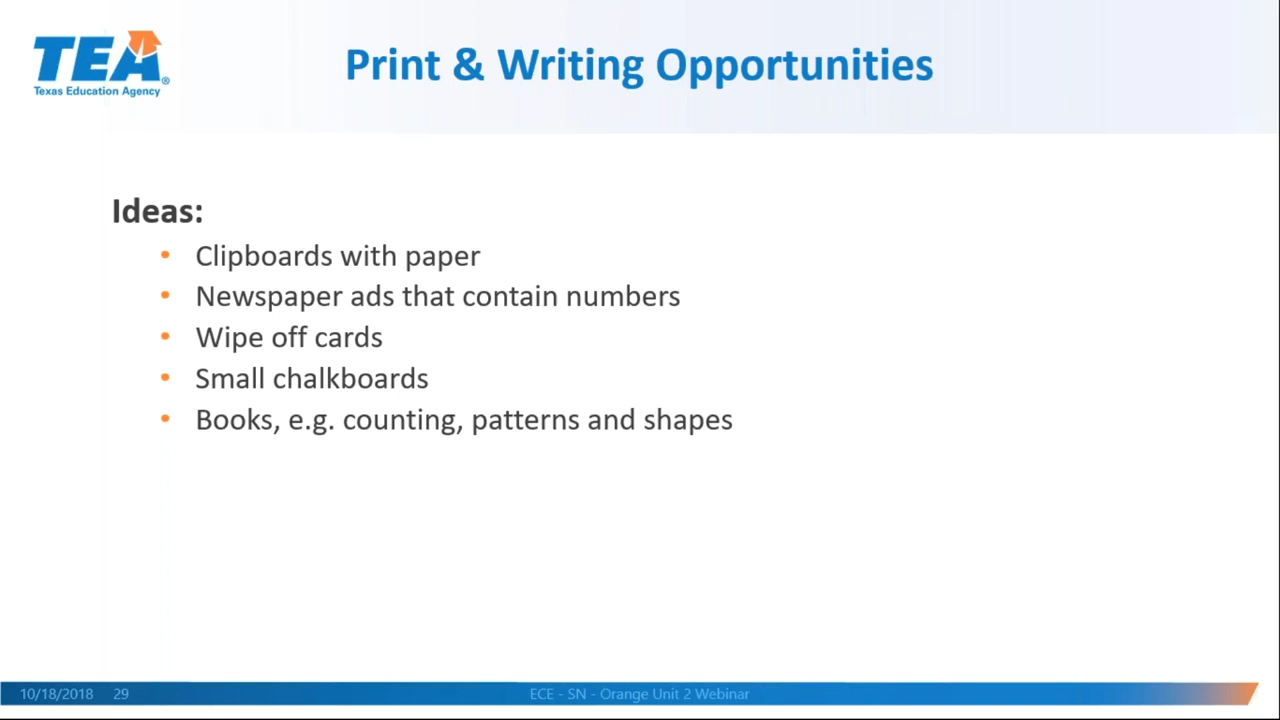 TEA®
Texas Education Agency
Print & Writing Opportunities
Ideas:
• Clipboards with paper
• Newspaper ads that contain numbers
• Wipe off cards
• Small chalkboards
• Books, e.g. counting, patterns and shapes
10/18/2018 29 ECE - SN - Orange Unit 2 Webinar